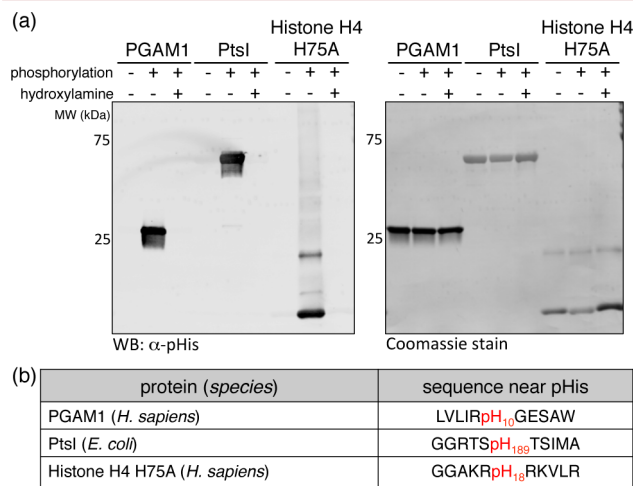 (a)
Histone H4
PGAM1 PtsI H75A
phosphorylation - + + - + + - + +
hydroxylamine - - + - - + - - +
MW (kDa)
75
25
WB: α-pHis
Histone H4
PGAM1 PtsI H75A
- + + - + + - + +
- - + - - + - - +
75
25
Coomassie stain
(b)
protein (species) sequence near pHis
PGAM1 (H. sapiens) LVLIRpH₁₀GESAW
PtsI (E. coli) GGRTSpH₁₈₉TSIMA
Histone H4 H75A (H. sapiens) GGAKRpH₁₈RKVLR